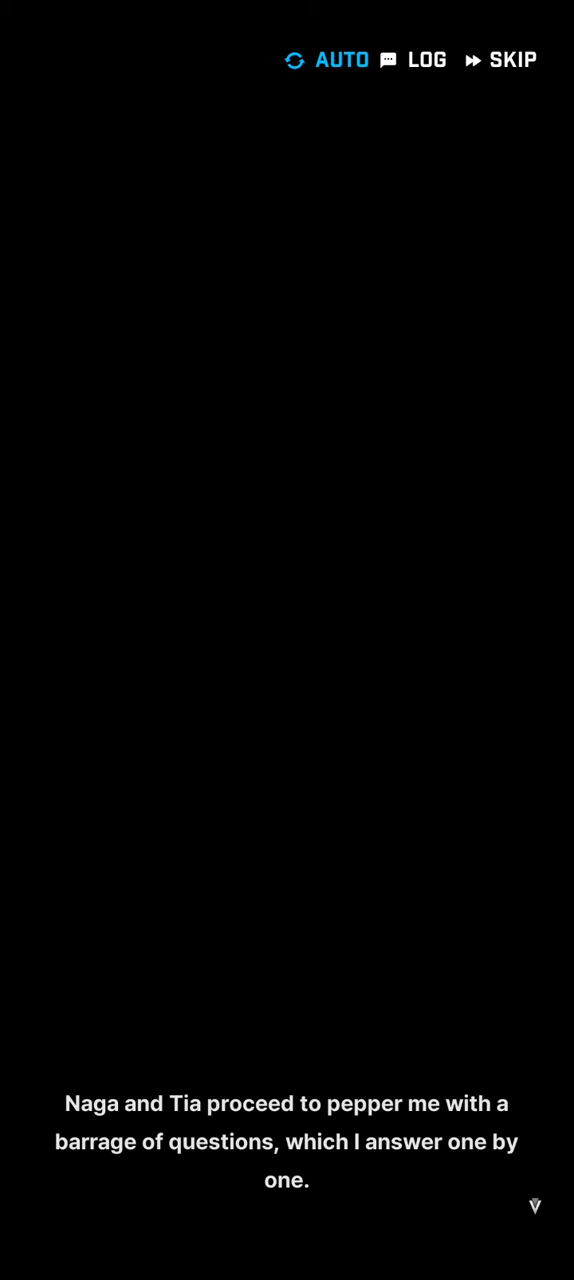 AUTO LOG SKIP
Naga and Tia proceed to pepper me with a
barrage of questions, which I answer one by
one.